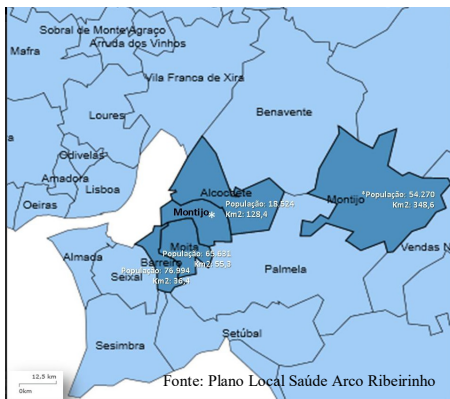 Sobral de Monte Agraço
Arruda dos Vinhos
Mafra
Vila Franca de Xira
Loures
Benavente
a
Odivelas
Amadora
Lisboa
Oeiras
Alcochete
População: 18.524
Km2: 128,4
Montijo*
Montijo
*População: 54.270
Km2: 348,6
Moita
População: 65.631
Km2: 55,3
Vendas N
Almada
Barreiro
População: 76.994
Km2: 36,4
Seixal
Palmela
Sesimbra
Setúbal
12,5 km
0km
Fonte: Plano Local Saúde Arco Ribeirinho